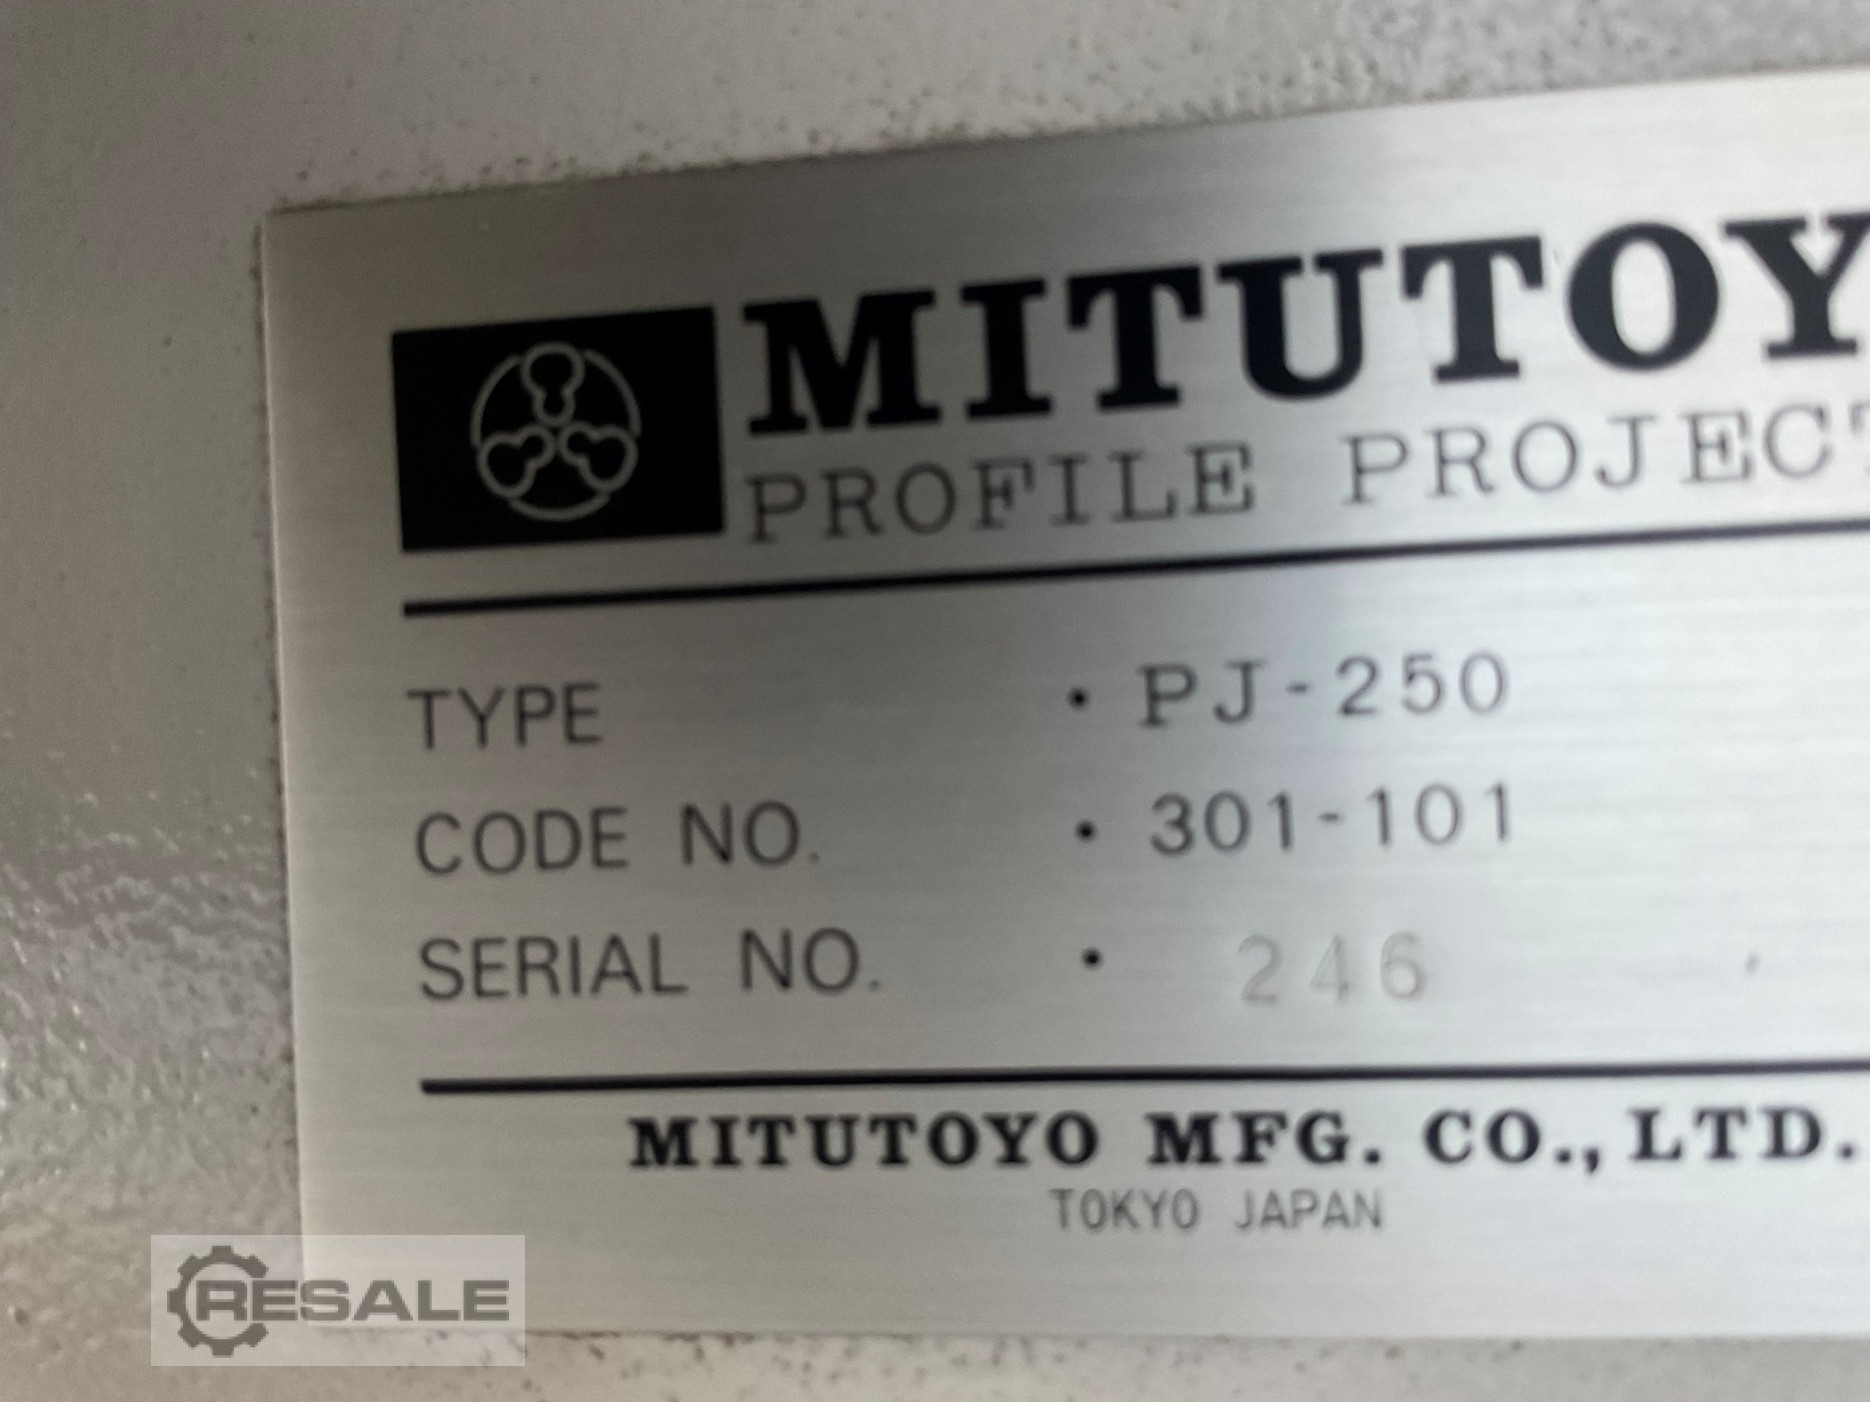 MITUTOY
PROFILE PROJECT
TYPE · PJ-250
CODE NO. · 301-101
SERIAL NO. · 246
MITUTOYO MFG. CO., LTD.
TOKYO JAPAN
RESALE